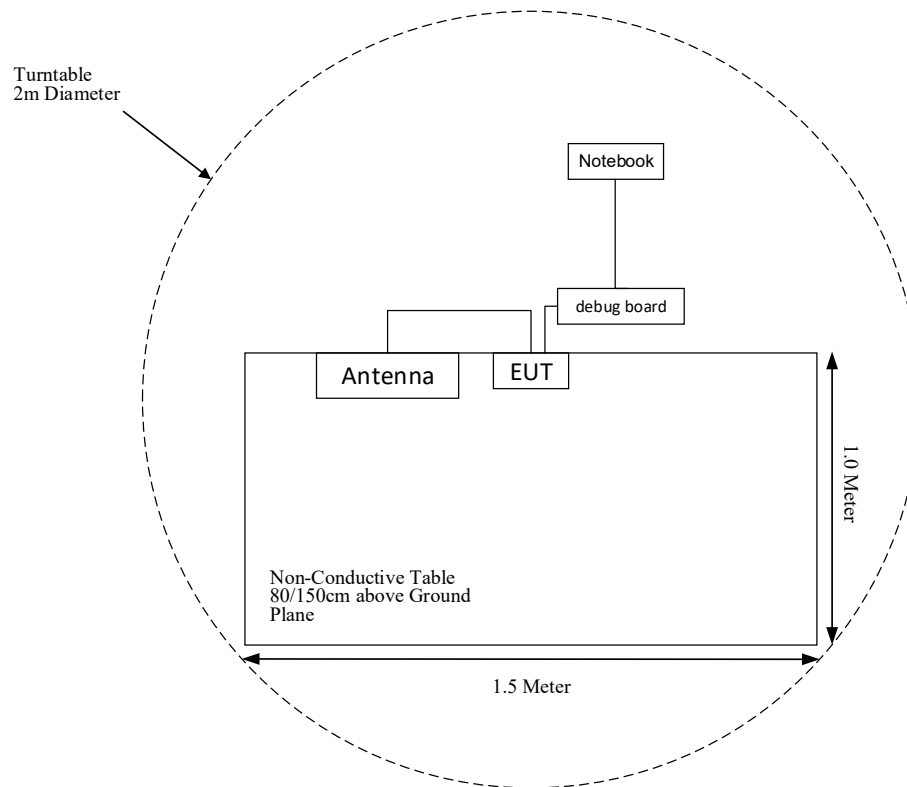 Turntable
2m Diameter
Notebook
debug board
Antenna
EUT
1.0 Meter
Non-Conductive Table
80/150cm above Ground
Plane
1.5 Meter